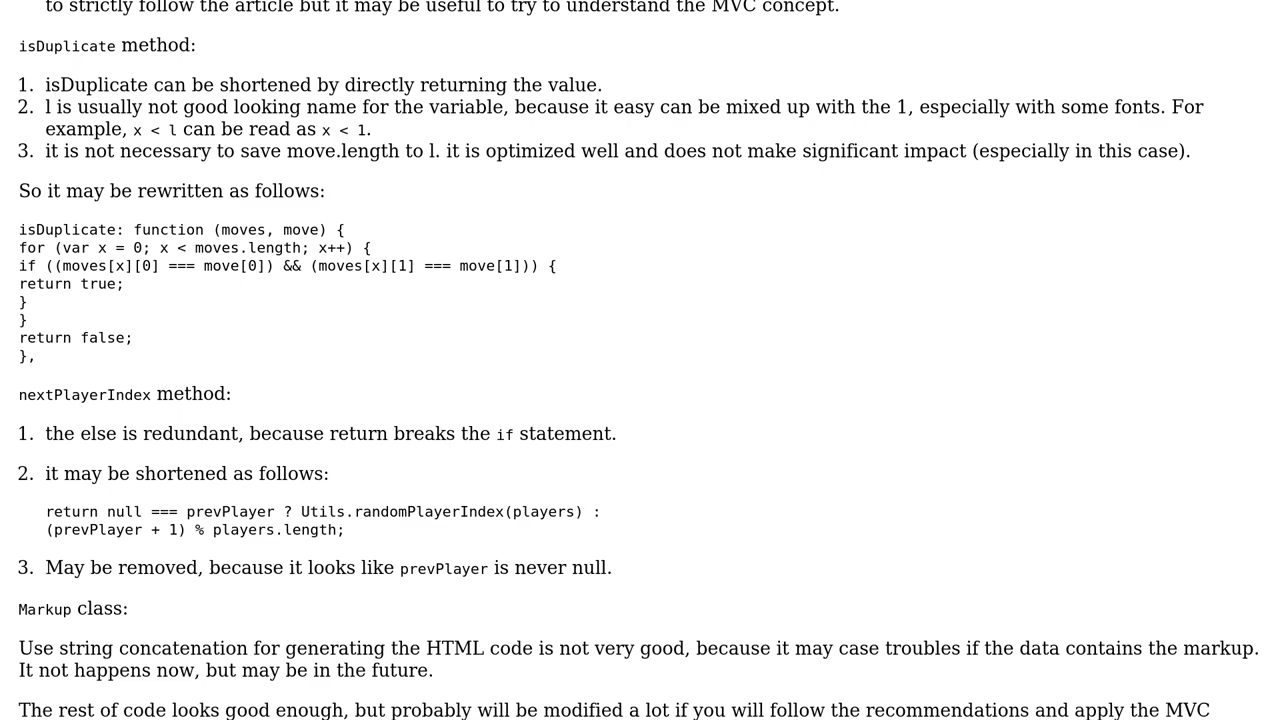 to strictly follow the article but it may be useful to try to understand the MVC concept.
isDuplicate method:
1. isDuplicate can be shortened by directly returning the value.
2. l is usually not good looking name for the variable, because it easy can be mixed up with the 1, especially with some fonts. For
example, x < l can be read as x < 1.
3. it is not necessary to save move.length to l. it is optimized well and does not make significant impact (especially in this case).
So it may be rewritten as follows:
isDuplicate: function (moves, move) {
for (var x = 0; x < moves.length; x++) {
if ((moves[x][0] === move[0]) && (moves[x][1] === move[1])) {
return true;
}
}
return false;
},
nextPlayerIndex method:
1. the else is redundant, because return breaks the if statement.
2. it may be shortened as follows:
return null === prevPlayer ? Utils.randomPlayerIndex(players) :
(prevPlayer + 1) % players.length;
3. May be removed, because it looks like prevPlayer is never null.
Markup class:
Use string concatenation for generating the HTML code is not very good, because it may case troubles if the data contains the markup.
It not happens now, but may be in the future.
The rest of code looks good enough, but probably will be modified a lot if you will follow the recommendations and apply the MVC